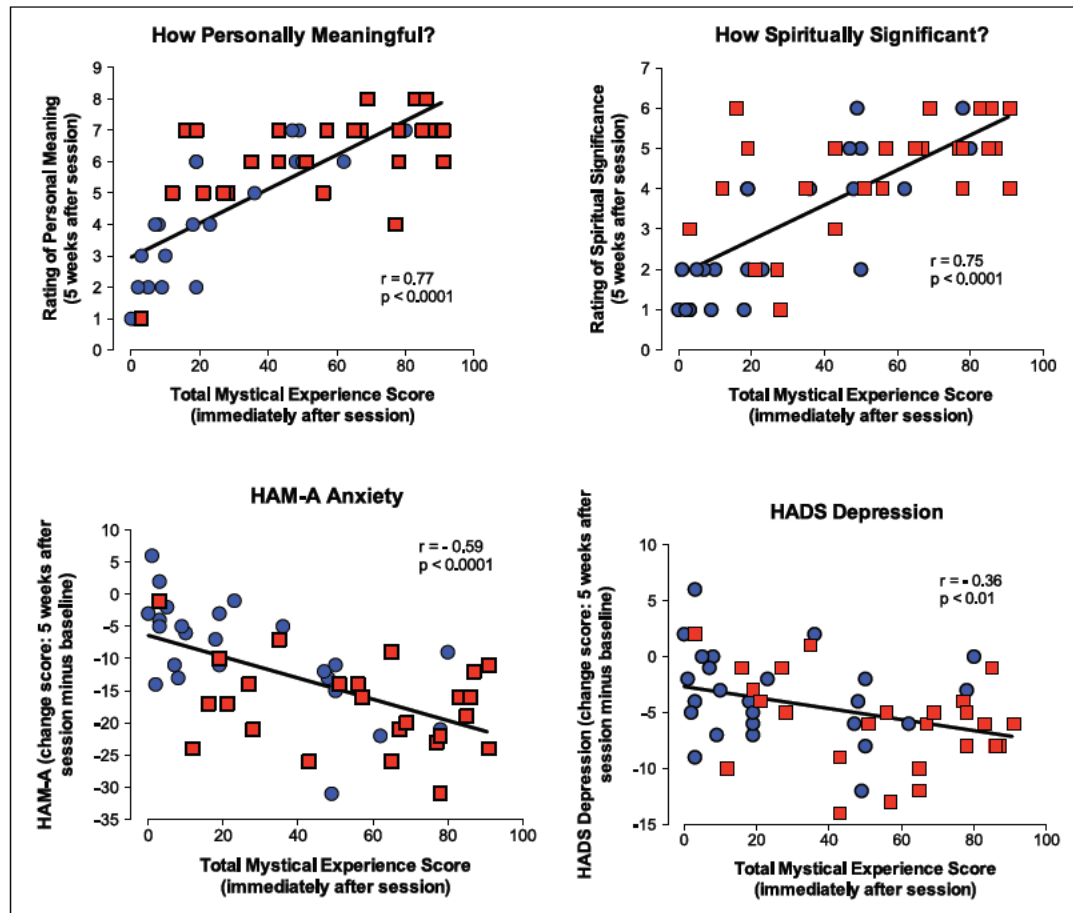 How Personally Meaningful?
Rating of Personal Meaning
(5 weeks after session)
9
8
7
6
5
4
3
2
1
0
r = 0.77
p < 0.0001
0 20 40 60 80 100
Total Mystical Experience Score
(immediately after session)
How Spiritually Significant?
Rating of Spiritual Significance
(5 weeks after session)
7
6
5
4
3
2
1
0
r = 0.75
p < 0.0001
0 20 40 60 80 100
Total Mystical Experience Score
(immediately after session)
HAM-A Anxiety
HAM-A (change score: 5 weeks after
session minus baseline)
10
5
0
-5
-10
-15
-20
-25
-30
-35
r = - 0.59
p < 0.0001
0 20 40 60 80 100
Total Mystical Experience Score
(immediately after session)
HADS Depression
HADS Depression (change score: 5 weeks after
session minus baseline)
10
5
0
-5
-10
-15
r = - 0.36
p < 0.01
0 20 40 60 80 100
Total Mystical Experience Score
(immediately after session)